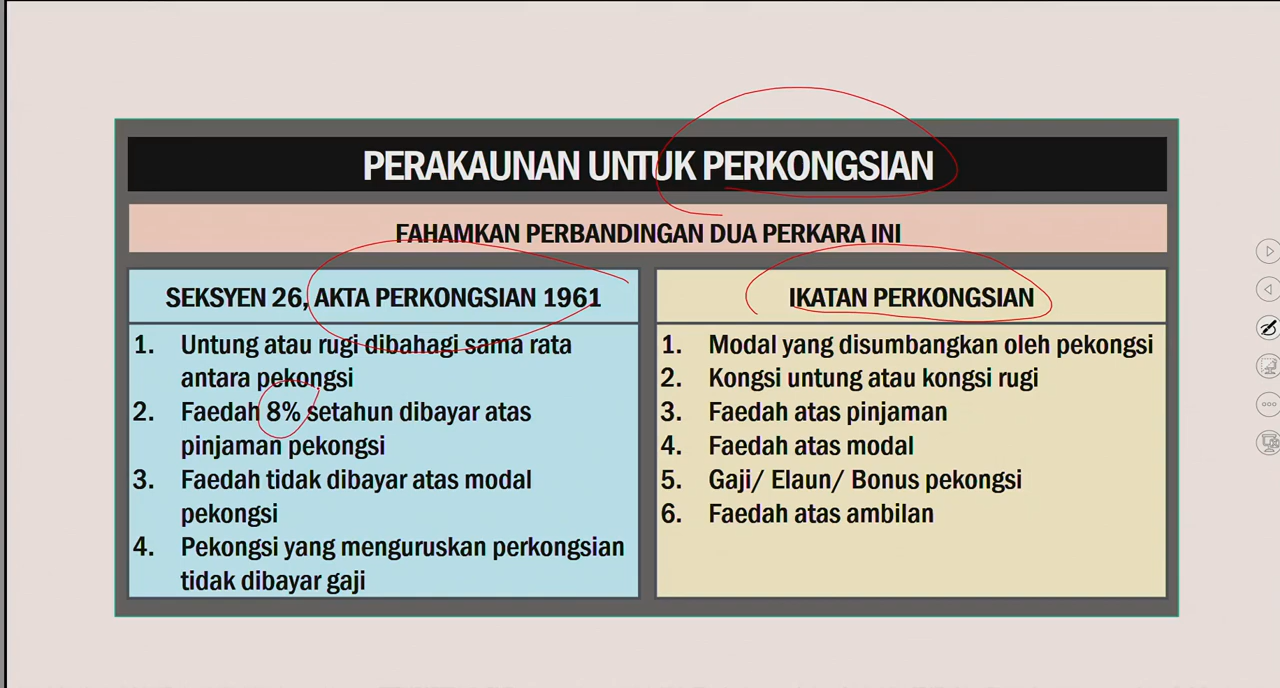 PERAKAUNAN UNTUK PERKONGSIAN
FAHAMKAN PERBANDINGAN DUA PERKARA INI
SEKSYEN 26, AKTA PERKONGSIAN 1961
1. Untung atau rugi dibahagi sama rata
antara pekongsi
2. Faedah 8% setahun dibayar atas
pinjaman pekongsi
3. Faedah tidak dibayar atas modal
pekongsi
4. Pekongsi yang menguruskan perkongsian
tidak dibayar gaji
IKATAN PERKONGSIAN
1. Modal yang disumbangkan oleh pekongsi
2. Kongsi untung atau kongsi rugi
3. Faedah atas pinjaman
4. Faedah atas modal
5. Gaji/ Elaun/ Bonus pekongsi
6. Faedah atas ambilan